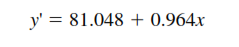 y' = 81.048 + 0.964x